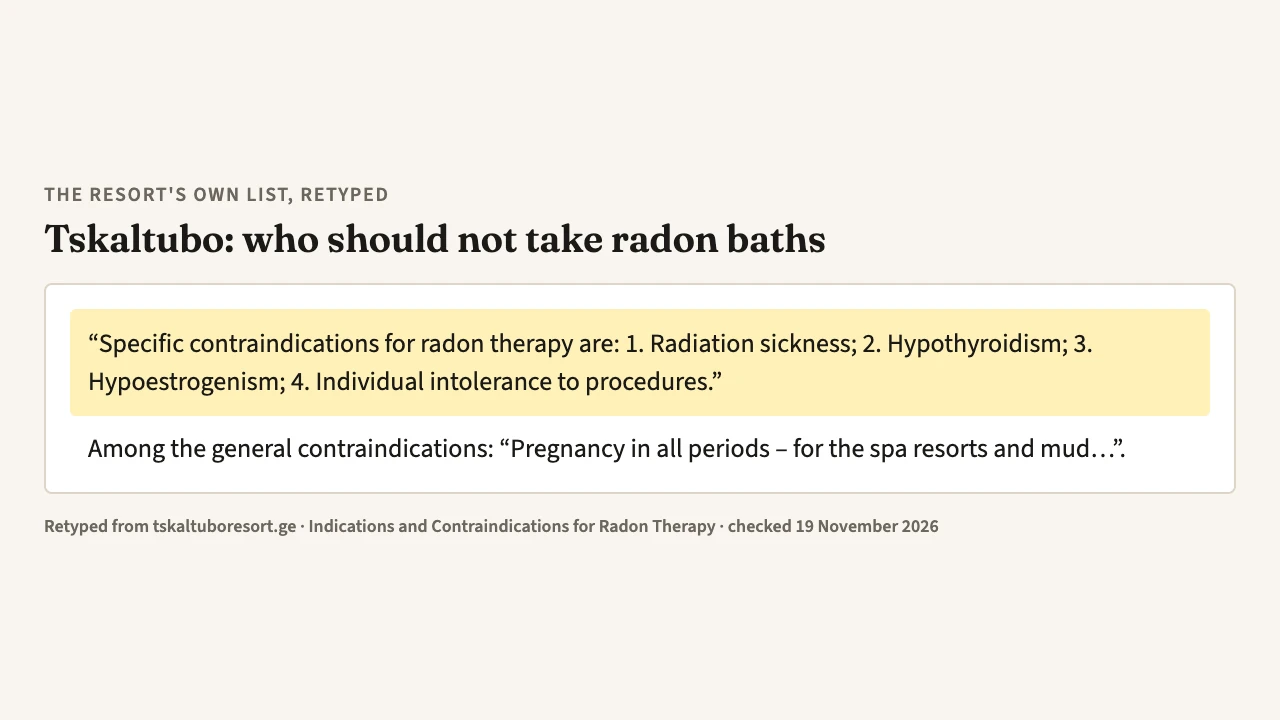 THE RESORT'S OWN LIST, RETYPED
Tskaltubo: who should not take radon baths
“Specific contraindications for radon therapy are: 1. Radiation sickness; 2. Hypothyroidism; 3.
Hypoestrogenism; 4. Individual intolerance to procedures.”
Among the general contraindications: “Pregnancy in all periods – for the spa resorts and mud…”.
Retyped from tskaltuboresort.ge · Indications and Contraindications for Radon Therapy · checked 19 November 2026